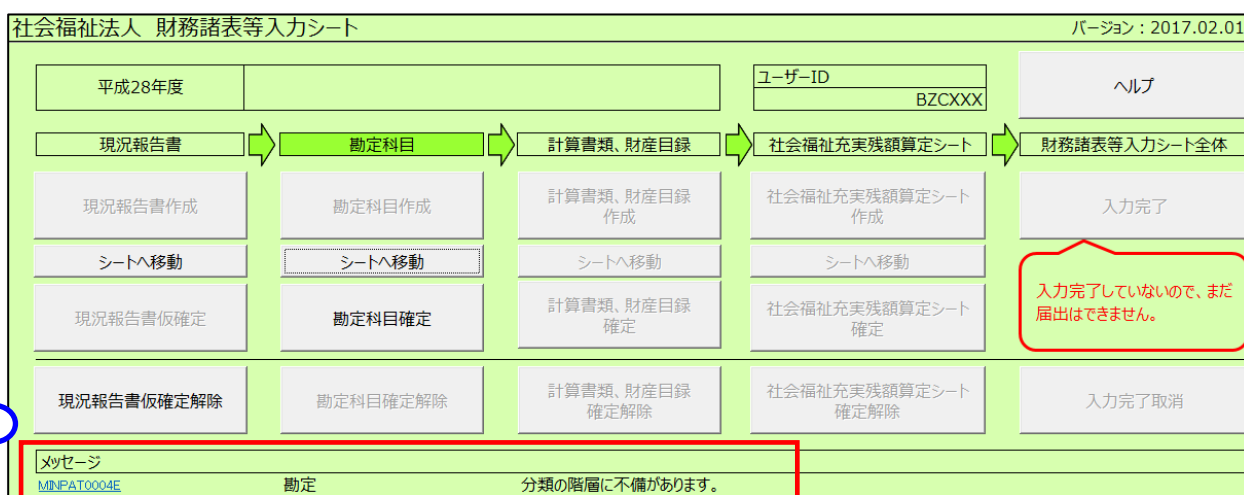 社会福祉法人 財務諸表等入力シート
バージョン：2017.02.01
平成28年度
ユーザーID
BZCXXX
ヘルプ
現況報告書
勘定科目
計算書類、財産目録
社会福祉充実残額算定シート
財務諸表等入力シート全体
現況報告書作成
勘定科目作成
計算書類、財産目録
作成
社会福祉充実残額算定シート
作成
入力完了
シートへ移動
シートへ移動
シートへ移動
シートへ移動
入力完了していないので、まだ
届出はできません。
現況報告書仮確定
勘定科目確定
計算書類、財産目録
確定
社会福祉充実残額算定シート
確定
現況報告書仮確定解除
勘定科目確定解除
計算書類、財産目録
確定解除
社会福祉充実残額算定シート
確定解除
入力完了取消
メッセージ
MINPAT0004E
勘定
分類の階層に不備があります。